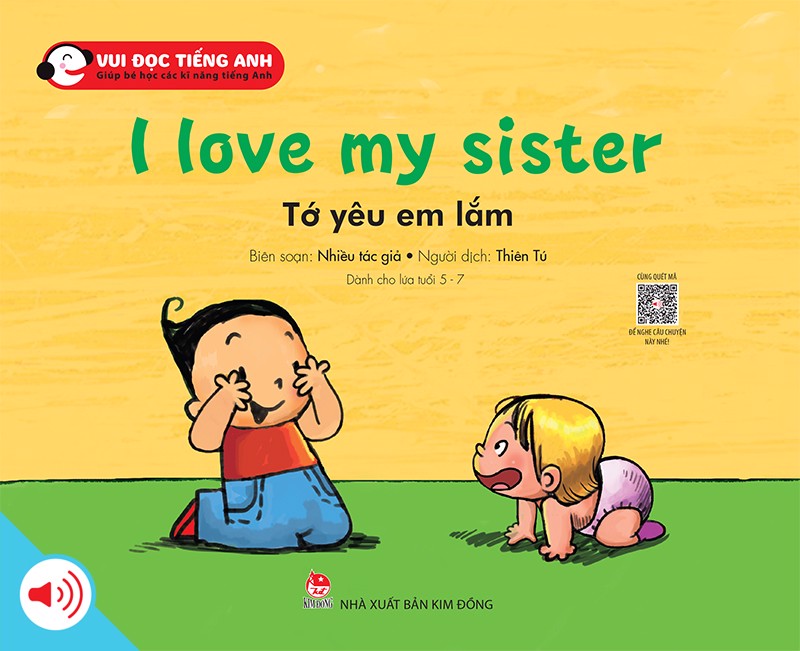 VUI ĐỌC TIẾNG ANH
Giúp bé học các kĩ năng tiếng Anh
I love my sister
Tớ yêu em lắm
Biên soạn: Nhiều tác giả • Người dịch: Thiên Tú
Dành cho lứa tuổi 5 - 7
CÙNG QUÉT MÃ
ĐỂ NGHE CÂU CHUYỆN
NÀY NHÉ!
KIM ĐỒNG
NHÀ XUẤT BẢN KIM ĐỒNG